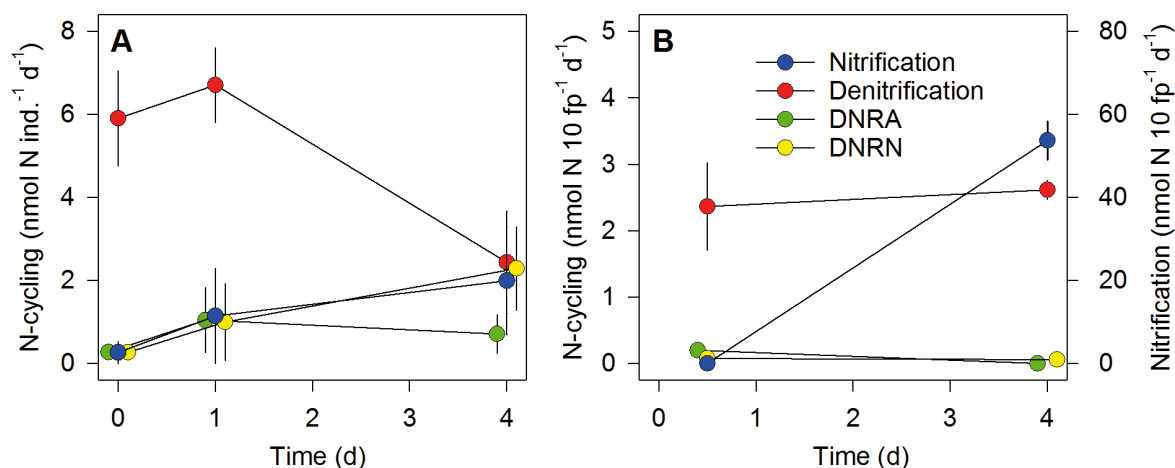 A
N-cycling (nmol N ind.⁻¹ d⁻¹)
8
6
4
2
0
0 1 2 3 4
Time (d)
B
N-cycling (nmol N 10 fp⁻¹ d⁻¹)
5
4
3
2
1
0
Nitrification
Denitrification
DNRA
DNRN
0 1 2 3 4
Time (d)
80
60
40
20
0
Nitrification (nmol N 10 fp⁻¹ d⁻¹)